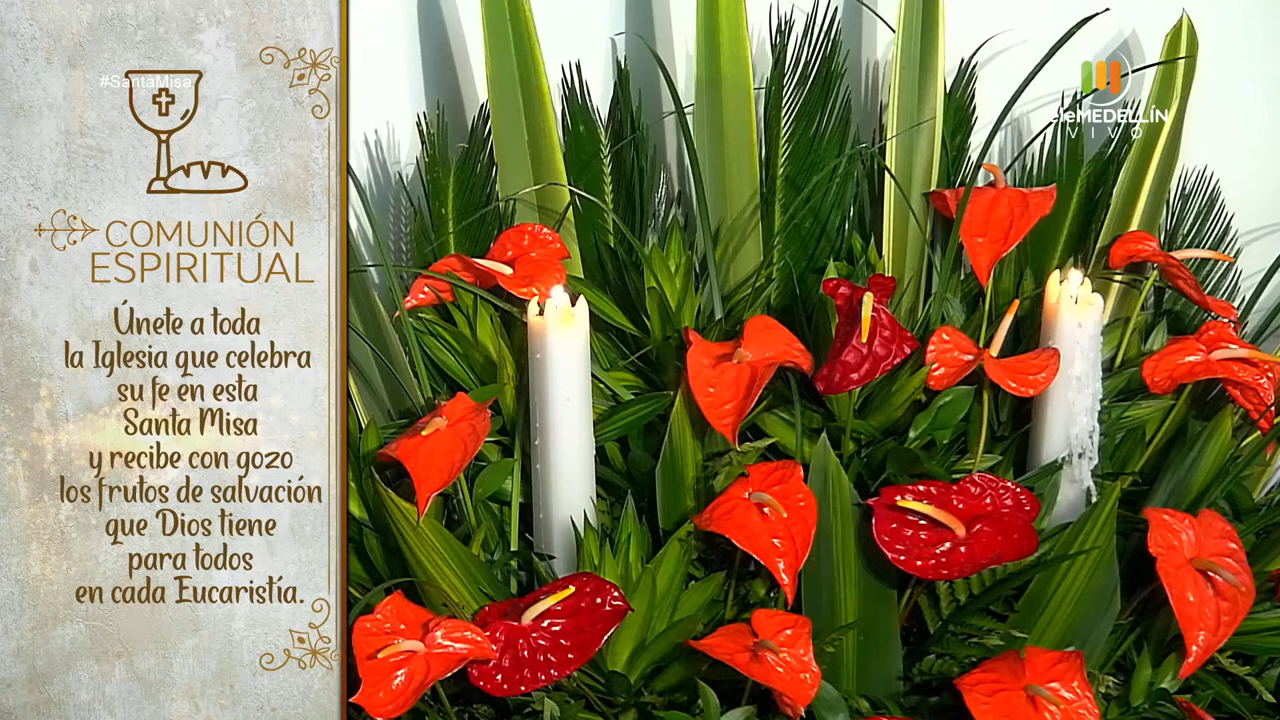 #SantaMisa
COMUNIÓN
ESPIRITUAL
Únete a toda
la Iglesia que celebra
su fe en esta
Santa Misa
y recibe con gozo
los frutos de salvación
que Dios tiene
para todos
en cada Eucaristía.
eleMEDELLÍN
VIVO